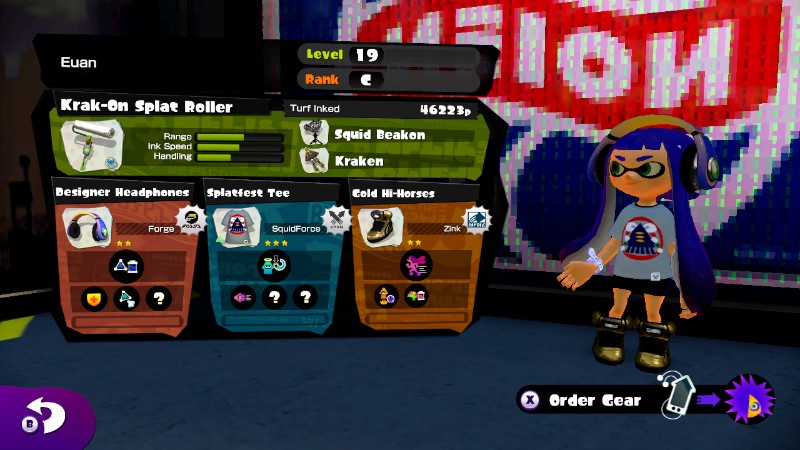 Euan
Level 19
Rank C
Krak-On Splat Roller
Turf Inked 46223p
Range
Ink Speed
Handling
Squid Beakon
Kraken
Designer Headphones
Forge
Splatfest Tee
SquidForce
Gold Hi-Horses
Zink
?
? ?
B
X Order Gear